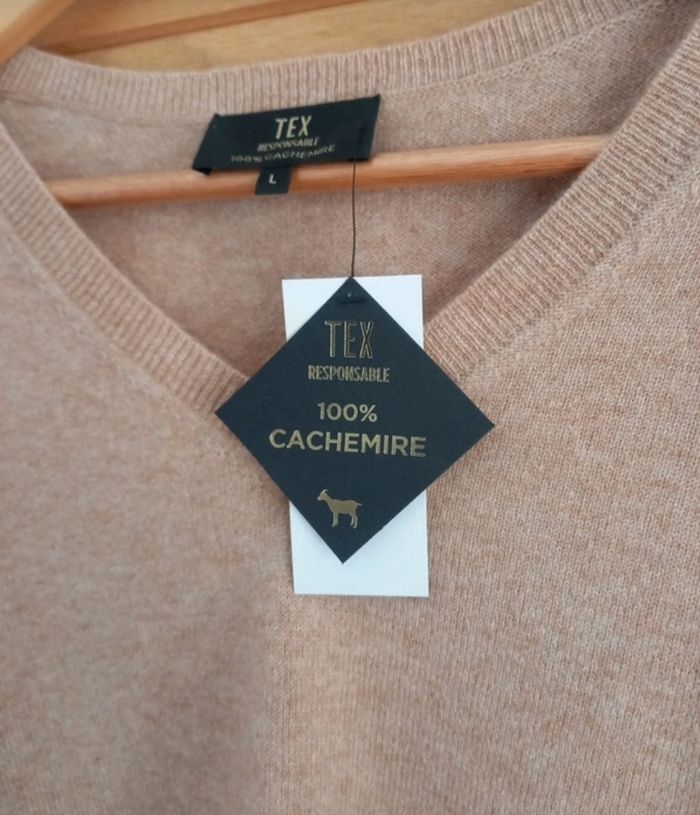 TEX
RESPONSABLE
100% CACHEMIRE
L
TEX
RESPONSABLE
100%
CACHEMIRE